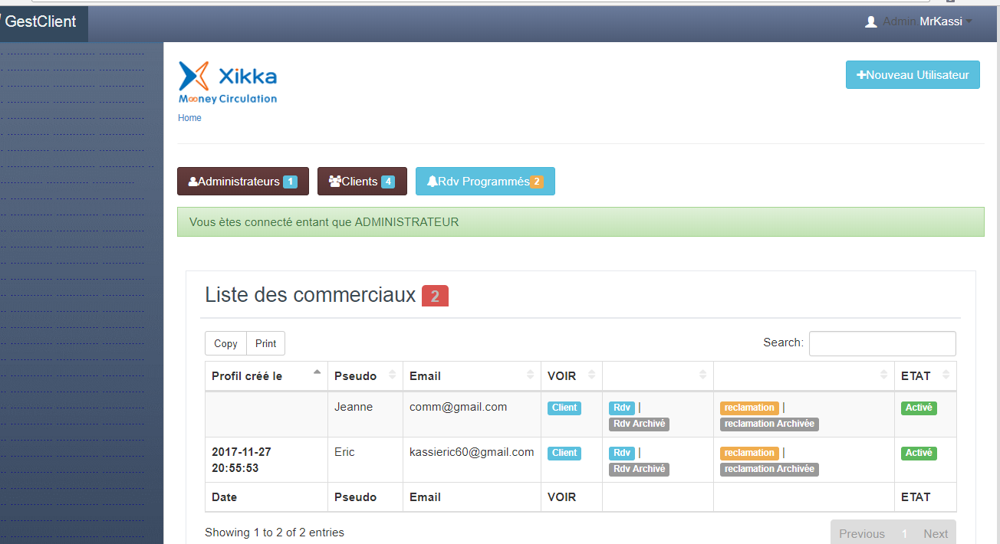 GestClient
Admin MrKassi
Xikka
Mooney Circulation
Nouveau Utilisateur
Home
Administrateurs 1
Clients 4
Rdv Programmés 2
Vous ètes connecté entant que ADMINISTRATEUR
Liste des commerciaux 2
Copy Print
Search:
Profil créé le Pseudo Email VOIR ETAT
Jeanne comm@gmail.com Client Rdv | reclamation | Activé
Rdv Archivé reclamation Archivée
2017-11-27 Eric kassieric60@gmail.com Client Rdv | reclamation | Activé
20:55:53 Rdv Archivé reclamation Archivée
Date Pseudo Email VOIR ETAT
Showing 1 to 2 of 2 entries
Previous 1 Next